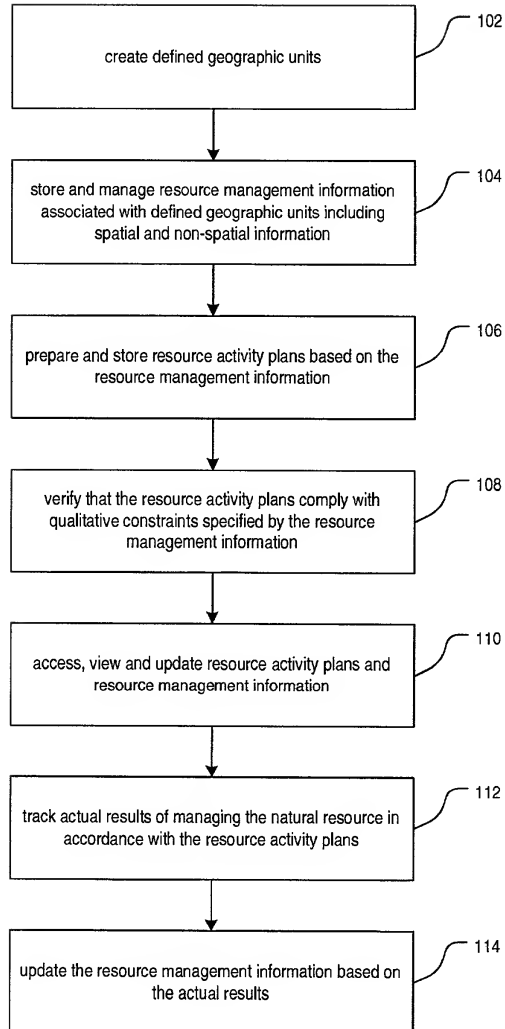 102
create defined geographic units
104
store and manage resource management information
associated with defined geographic units including
spatial and non-spatial information
106
prepare and store resource activity plans based on the
resource management information
108
verify that the resource activity plans comply with
qualitative constraints specified by the resource
management information
110
access, view and update resource activity plans and
resource management information
112
track actual results of managing the natural resource in
accordance with the resource activity plans
114
update the resource management information based on
the actual results